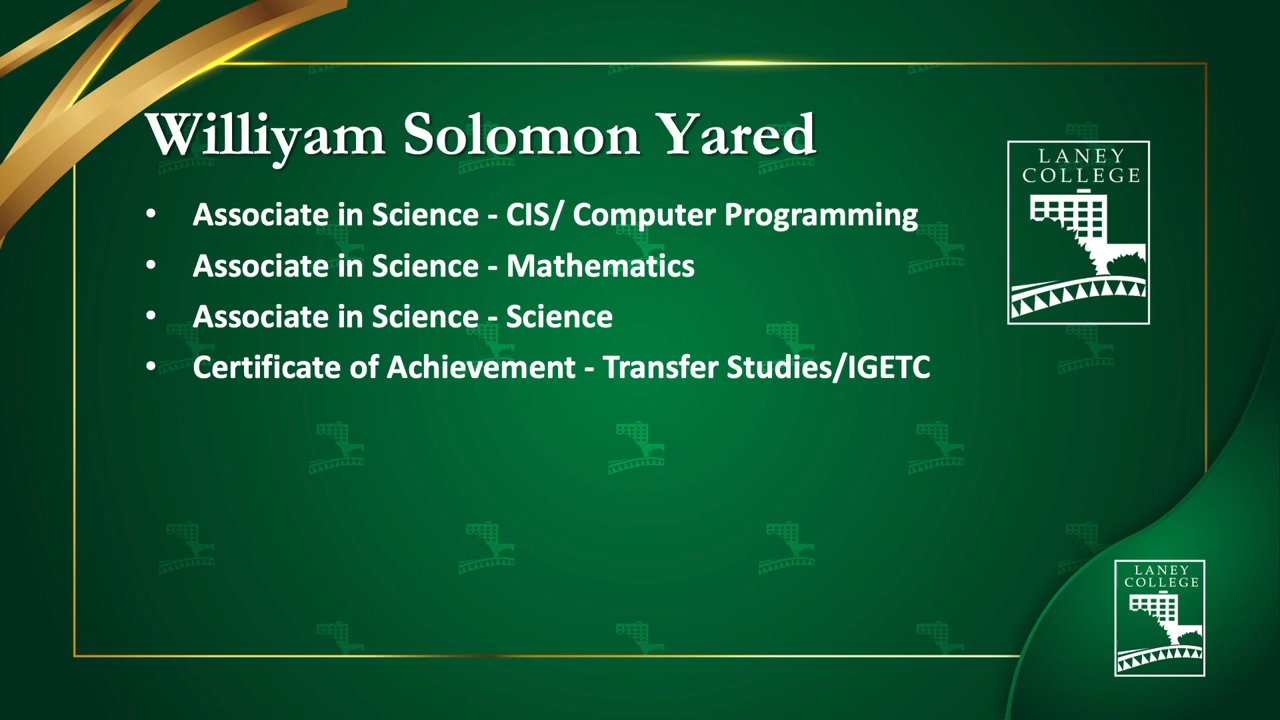 Williyam Solomon Yared
• Associate in Science - CIS/ Computer Programming
• Associate in Science - Mathematics
• Associate in Science - Science
• Certificate of Achievement - Transfer Studies/IGETC
LANEY
COLLEGE
LANEY
COLLEGE